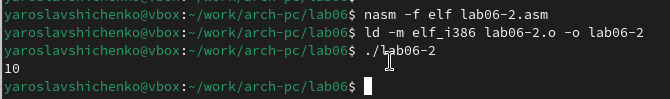 yaroslavshichenko@vbox:~/work/arch-pc/lab06$ nasm -f elf lab06-2.asm
yaroslavshichenko@vbox:~/work/arch-pc/lab06$ ld -m elf_i386 lab06-2.o -o lab06-2
yaroslavshichenko@vbox:~/work/arch-pc/lab06$ ./lab06-2
10
yaroslavshichenko@vbox:~/work/arch-pc/lab06$